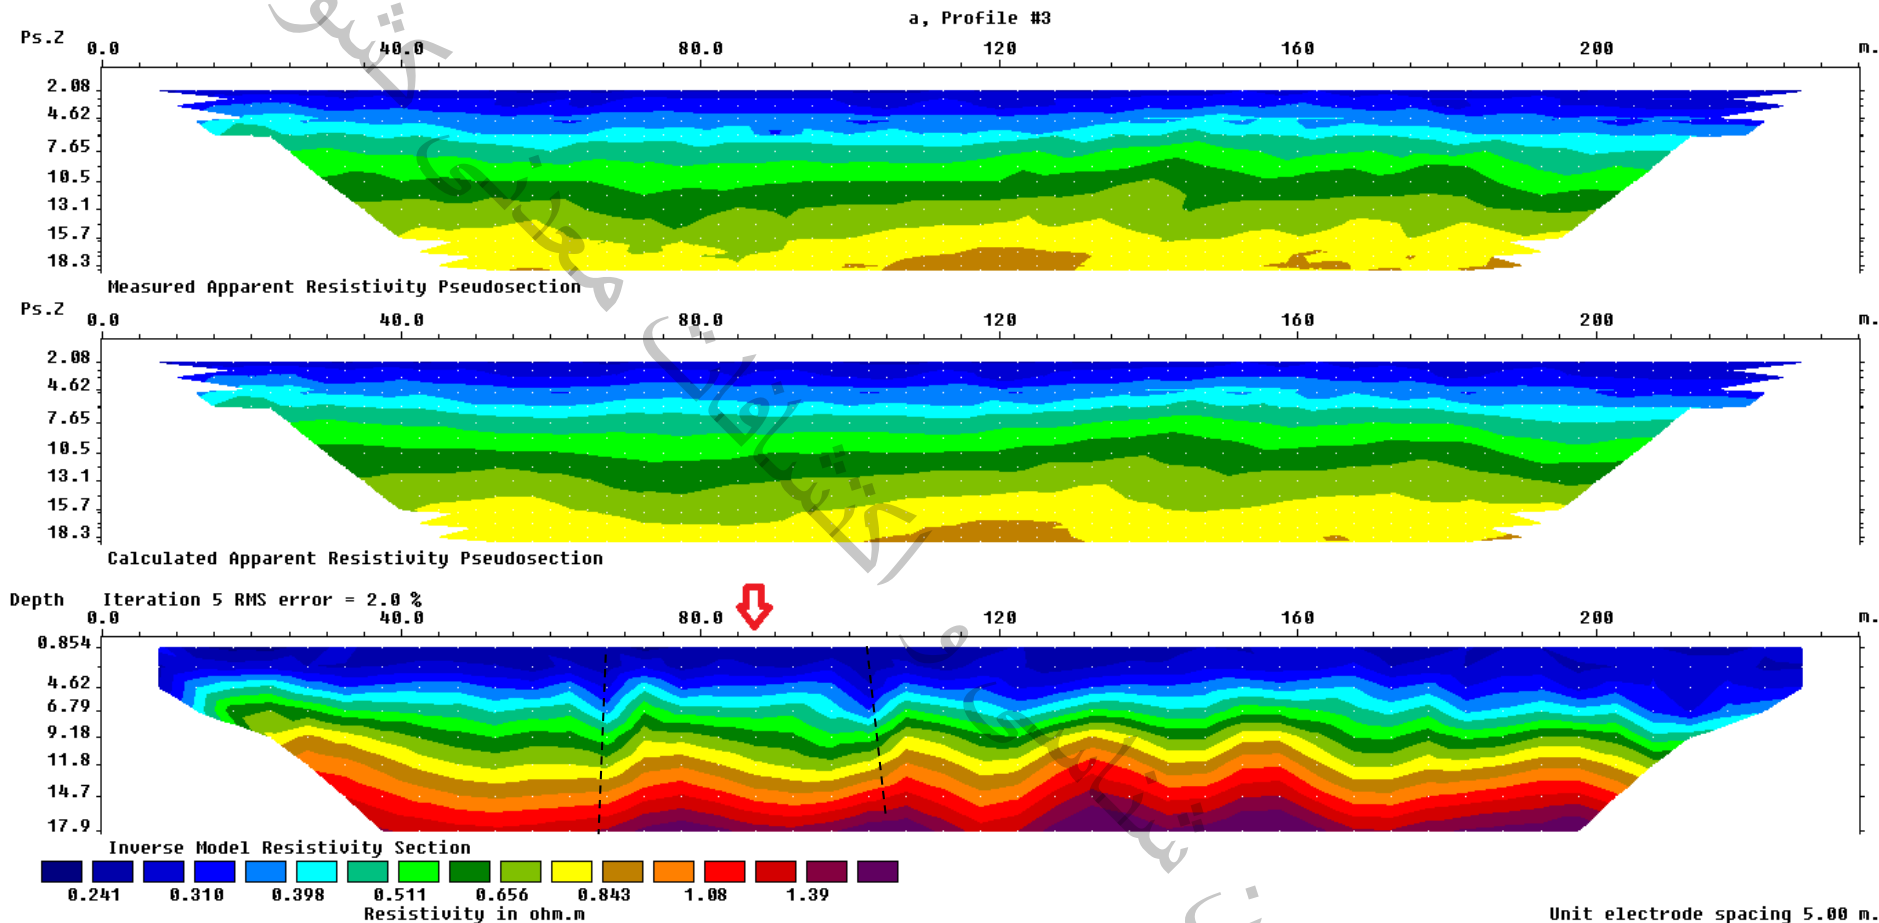 a, Profile #3
Ps.Z 0.0 40.0 80.0 120 160 200 m.
2.08
4.62
7.65
10.5
13.1
15.7
18.3
Measured Apparent Resistivity Pseudosection
Ps.Z 0.0 40.0 80.0 120 160 200 m.
2.08
4.62
7.65
10.5
13.1
15.7
18.3
Calculated Apparent Resistivity Pseudosection
Depth Iteration 5 RMS error = 2.0 %
0.0 40.0 80.0 120 160 200 m.
0.854
4.62
6.79
9.18
11.8
14.7
17.9
Inverse Model Resistivity Section
0.241 0.310 0.398 0.511 0.656 0.843 1.08 1.39
Resistivity in ohm.m
Unit electrode spacing 5.00 m.